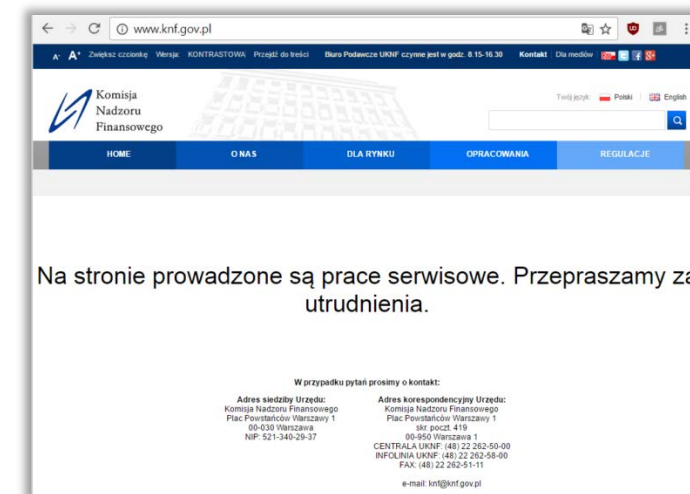 www.knf.gov.pl
A- A+ Zwiększ czcionkę Wersja: KONTRASTOWA Przejdź do treści Biuro Podawcze UKNF czynne jest w godz. 8.15-16.30 Kontakt Dla mediów
Komisja
Nadzoru
Finansowego
Twój język: Polski English
HOME O NAS DLA RYNKU OPRACOWANIA REGULACJE
Na stronie prowadzone są prace serwisowe. Przepraszamy za
utrudnienia.
W przypadku pytań prosimy o kontakt:
Adres siedziby Urzędu:
Komisja Nadzoru Finansowego
Plac Powstańców Warszawy 1
00-030 Warszawa
NIP: 521-340-29-37
Adres korespondencyjny Urzędu:
Komisja Nadzoru Finansowego
Plac Powstańców Warszawy 1
skr. poczt. 419
00-950 Warszawa 1
CENTRALA UKNF: (48) 22 262-50-00
INFOLINIA UKNF: (48) 22 262-58-00
FAX: (48) 22 262-51-11
e-mail: knf@knf.gov.pl